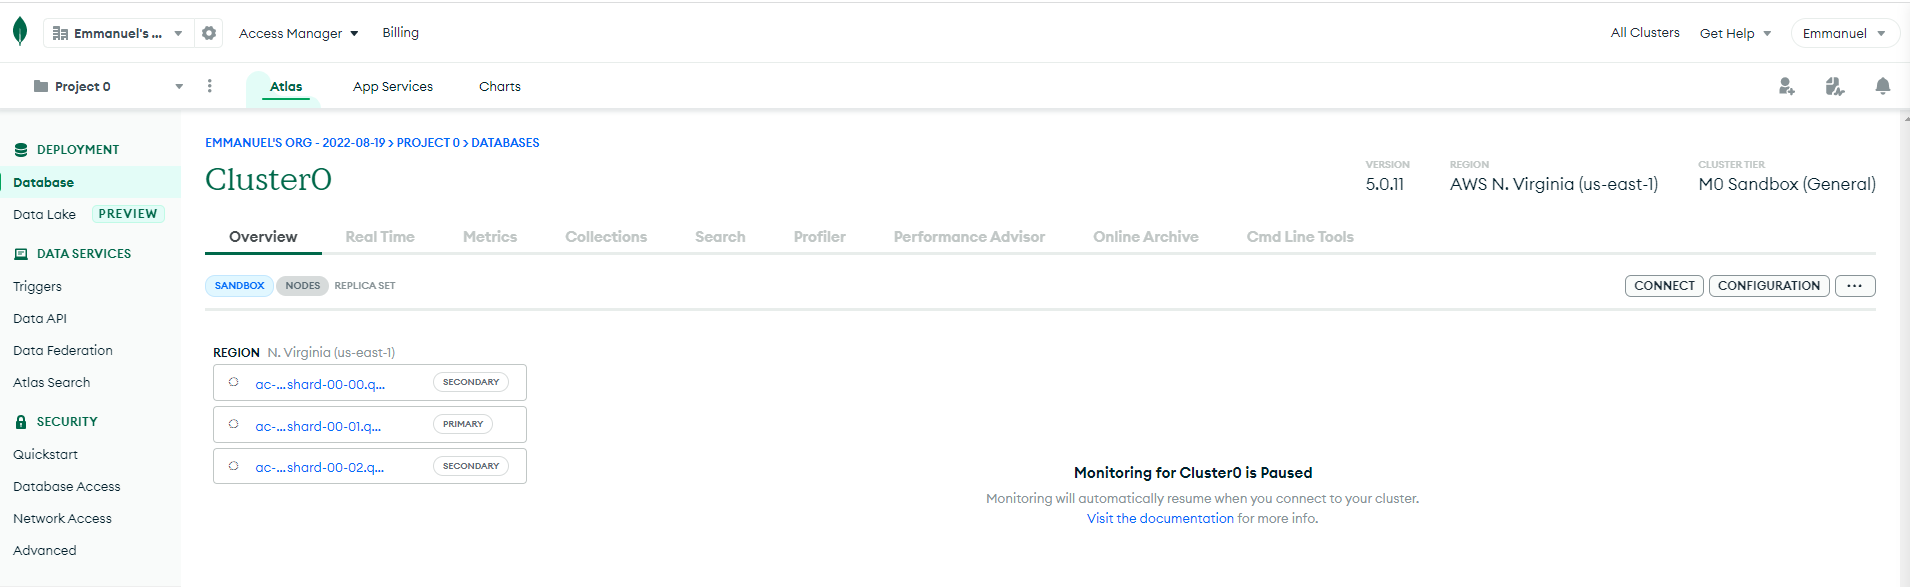 Emmanuel's ...
Access Manager
Billing
All Clusters
Get Help
Emmanuel
Project 0
Atlas
App Services
Charts
DEPLOYMENT
Database
Data Lake
PREVIEW
DATA SERVICES
Triggers
Data API
Data Federation
Atlas Search
SECURITY
Quickstart
Database Access
Network Access
Advanced
EMMANUEL'S ORG - 2022-08-19 > PROJECT 0 > DATABASES
Cluster0
VERSION
5.0.11
REGION
AWS N. Virginia (us-east-1)
CLUSTER TIER
M0 Sandbox (General)
Overview
Real Time
Metrics
Collections
Search
Profiler
Performance Advisor
Online Archive
Cmd Line Tools
SANDBOX
NODES
REPLICA SET
CONNECT
CONFIGURATION
...
REGION N. Virginia (us-east-1)
ac-...shard-00-00.q...
SECONDARY
ac-...shard-00-01.q...
PRIMARY
ac-...shard-00-02.q...
SECONDARY
Monitoring for Cluster0 is Paused
Monitoring will automatically resume when you connect to your cluster.
Visit the documentation for more info.